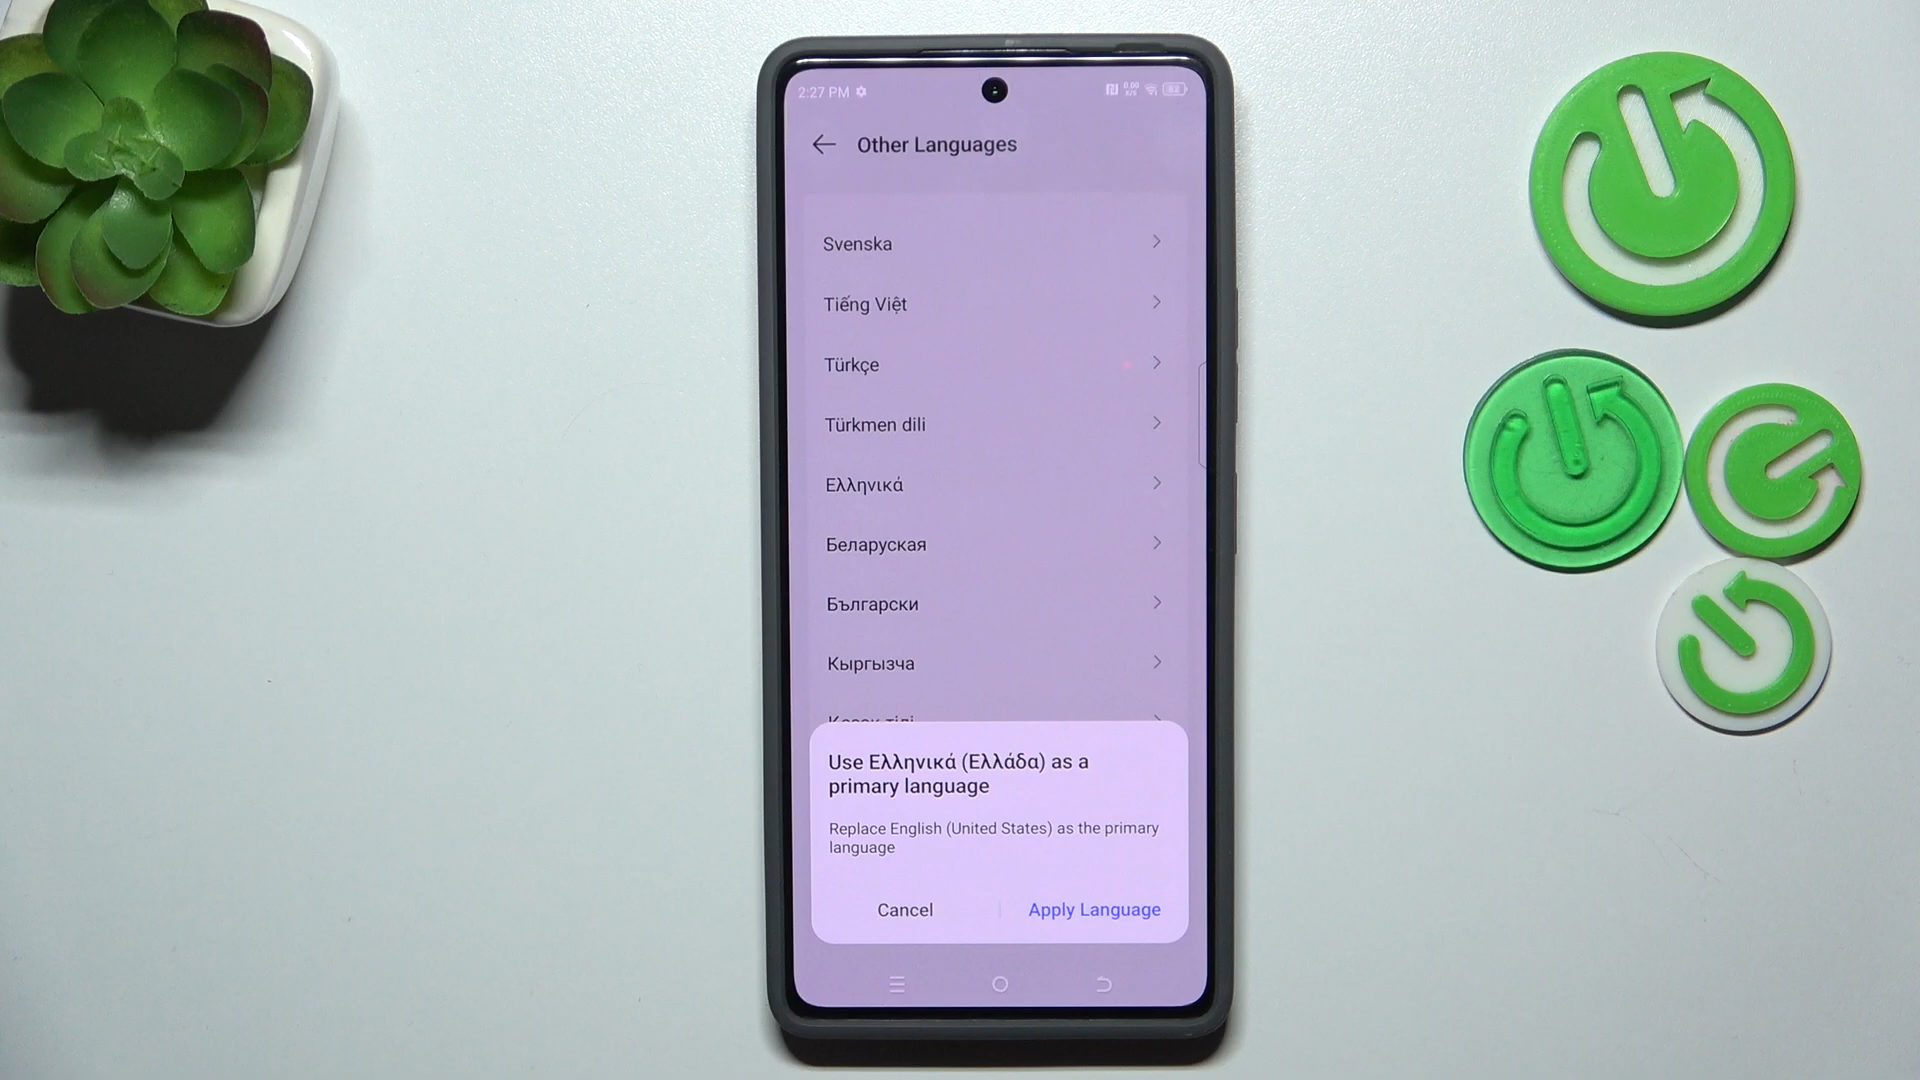 2:27 PM
Other Languages
Svenska
Tiếng Việt
Türkçe
Türkmen dili
Ελληνικά
Беларуская
Български
Кыргызча
Use Ελληνικά (Ελλάδα) as a
primary language
Replace English (United States) as the primary
language
Cancel
Apply Language